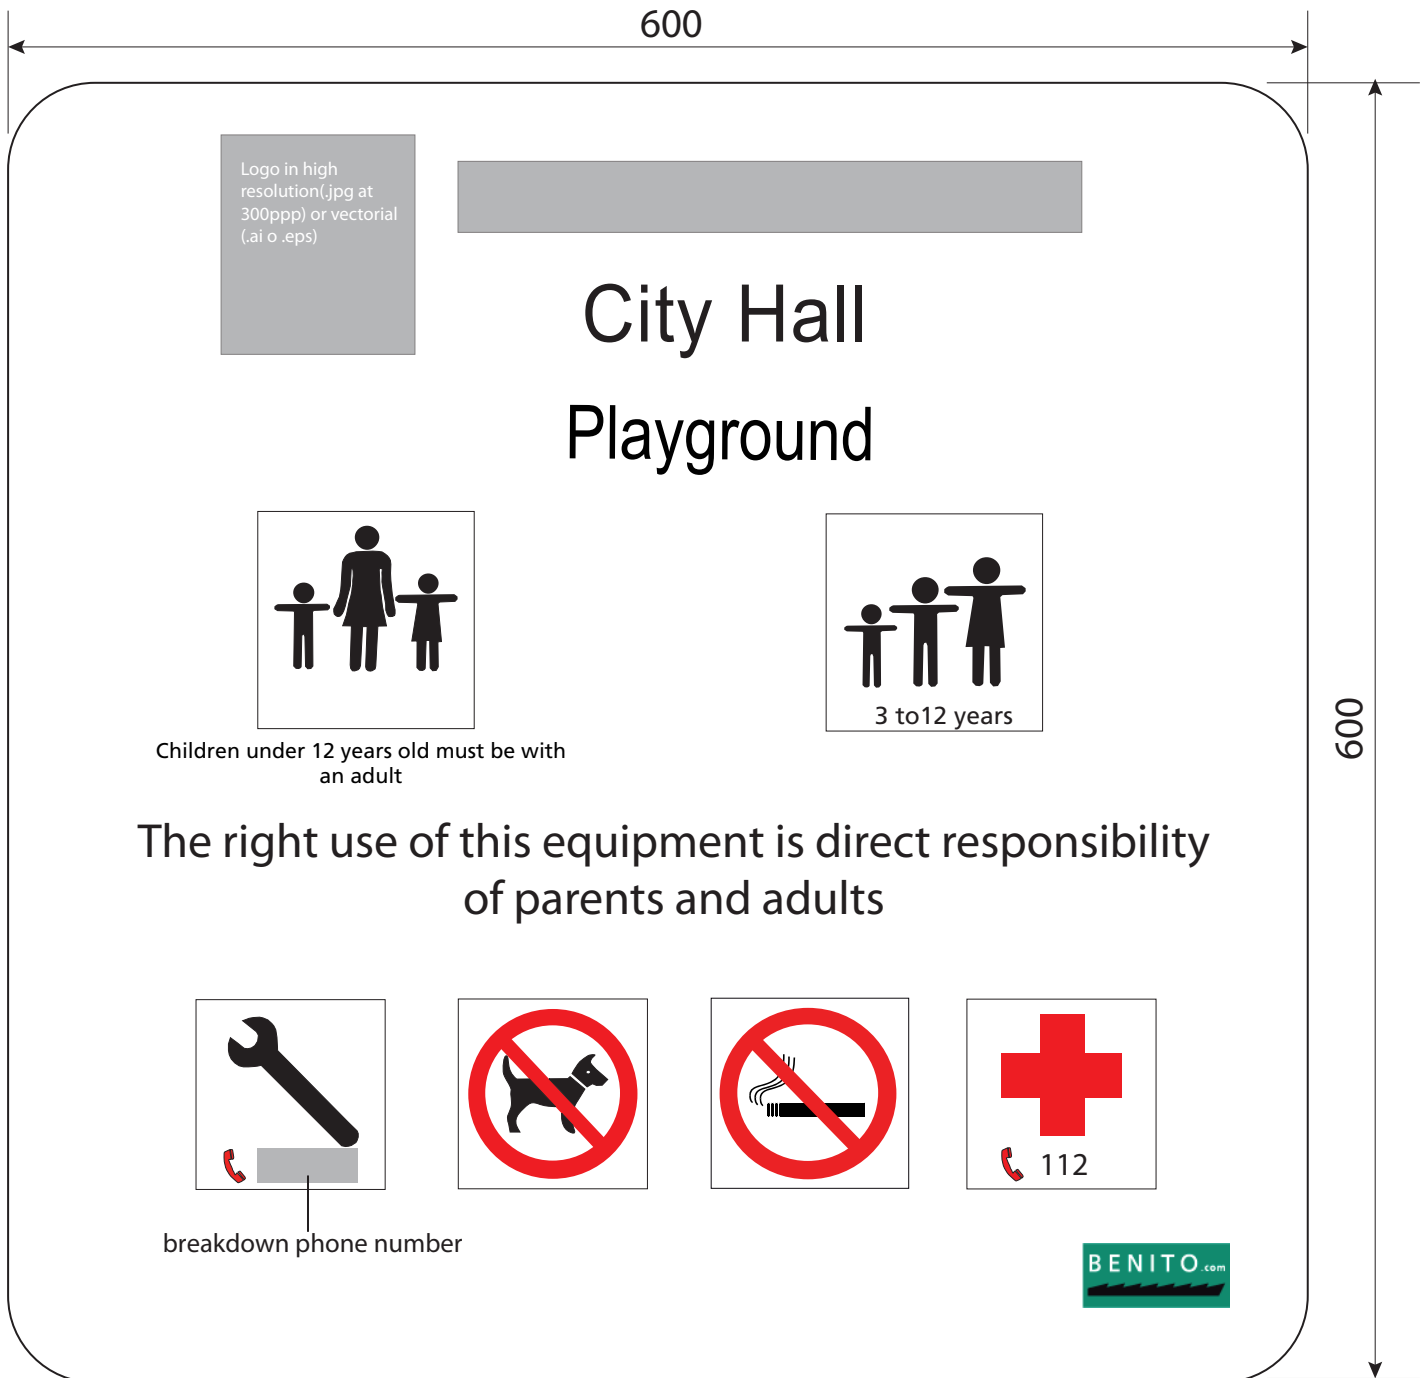 600
Logo in high
resolution(.jpg at
300ppp) or vectorial
(.ai o .eps)
City Hall
Playground
3 to12 years
Children under 12 years old must be with
an adult
600
The right use of this equipment is direct responsibility
of parents and adults
112
breakdown phone number
BENITO.com